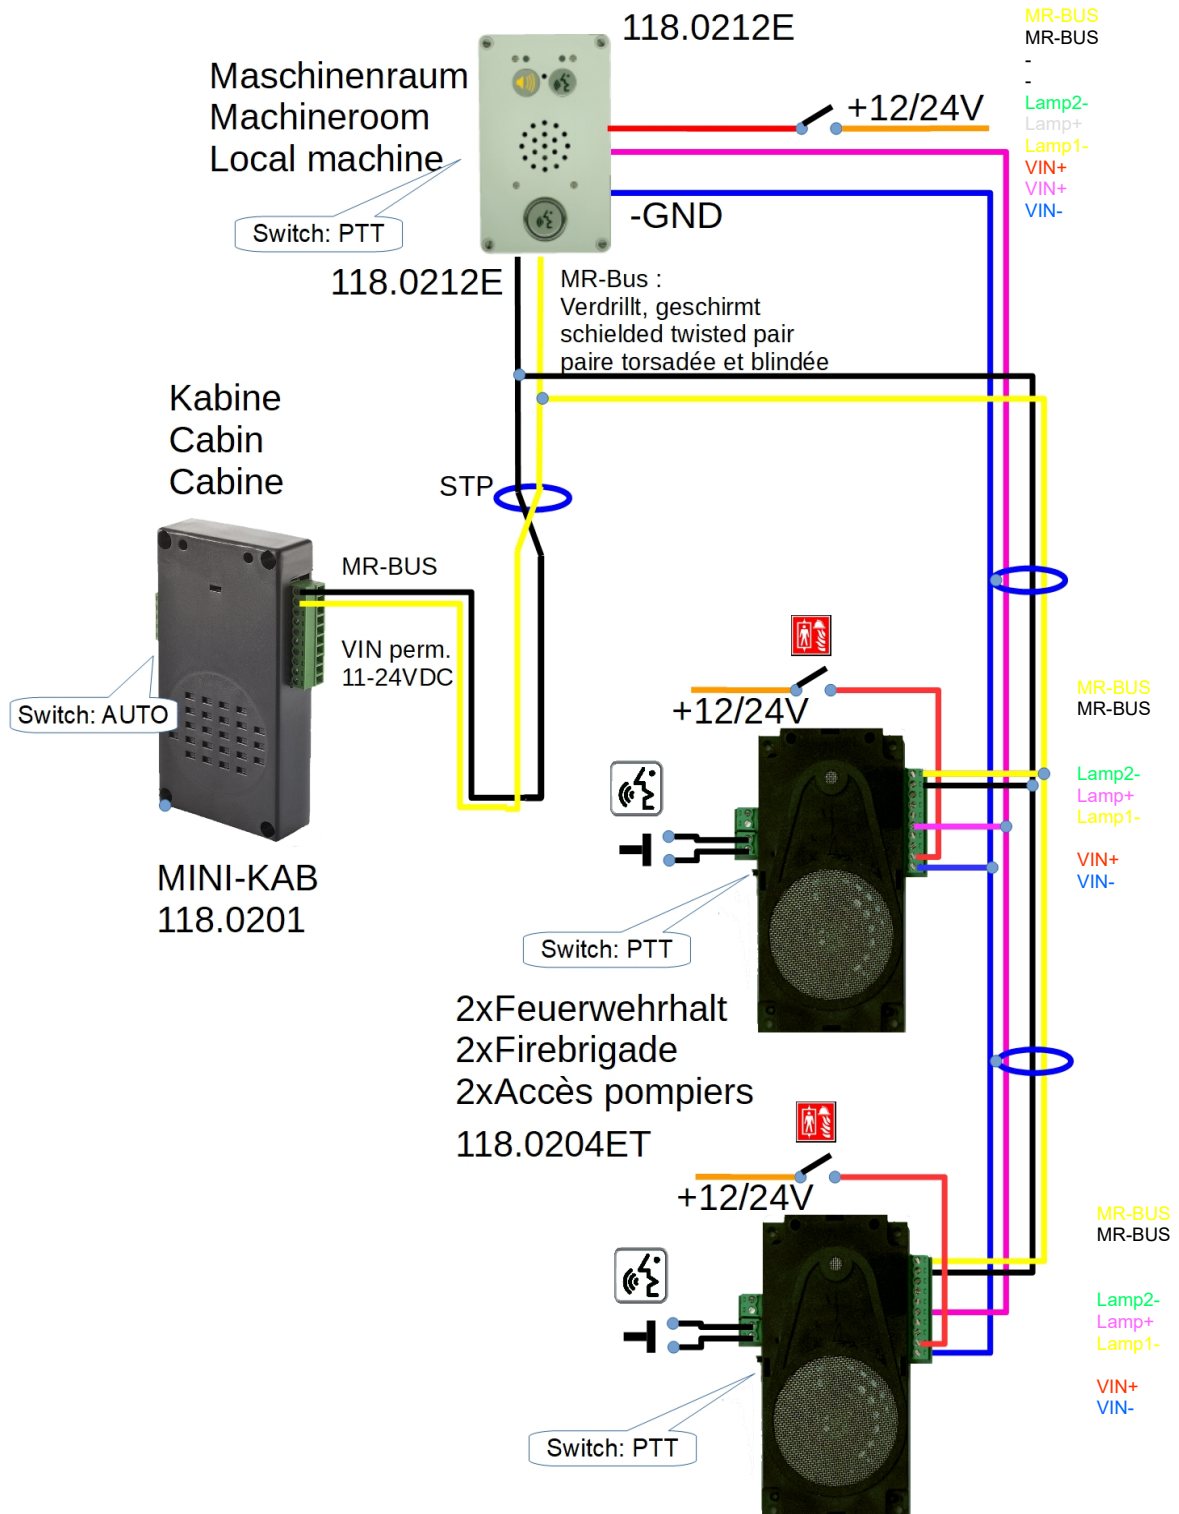 118.0212E
MR-BUS
MR-BUS
-
-
Lamp2-
Lamp+
Lamp1-
VIN+
VIN+
VIN-
Maschinenraum
Machineroom
Local machine
+12/24V
Switch: PTT
-GND
118.0212E
MR-Bus :
Verdrillt, geschirmt
schielded twisted pair
paire torsadée et blindée
Kabine
Cabin
Cabine
STP
MR-BUS
VIN perm.
11-24VDC
Switch: AUTO
MINI-KAB
118.0201
+12/24V
MR-BUS
MR-BUS
Lamp2-
Lamp+
Lamp1-
VIN+
VIN-
Switch: PTT
2xFeuerwehrhalt
2xFirebrigade
2xAccès pompiers
118.0204ET
+12/24V
MR-BUS
MR-BUS
Lamp2-
Lamp+
Lamp1-
VIN+
VIN-
Switch: PTT